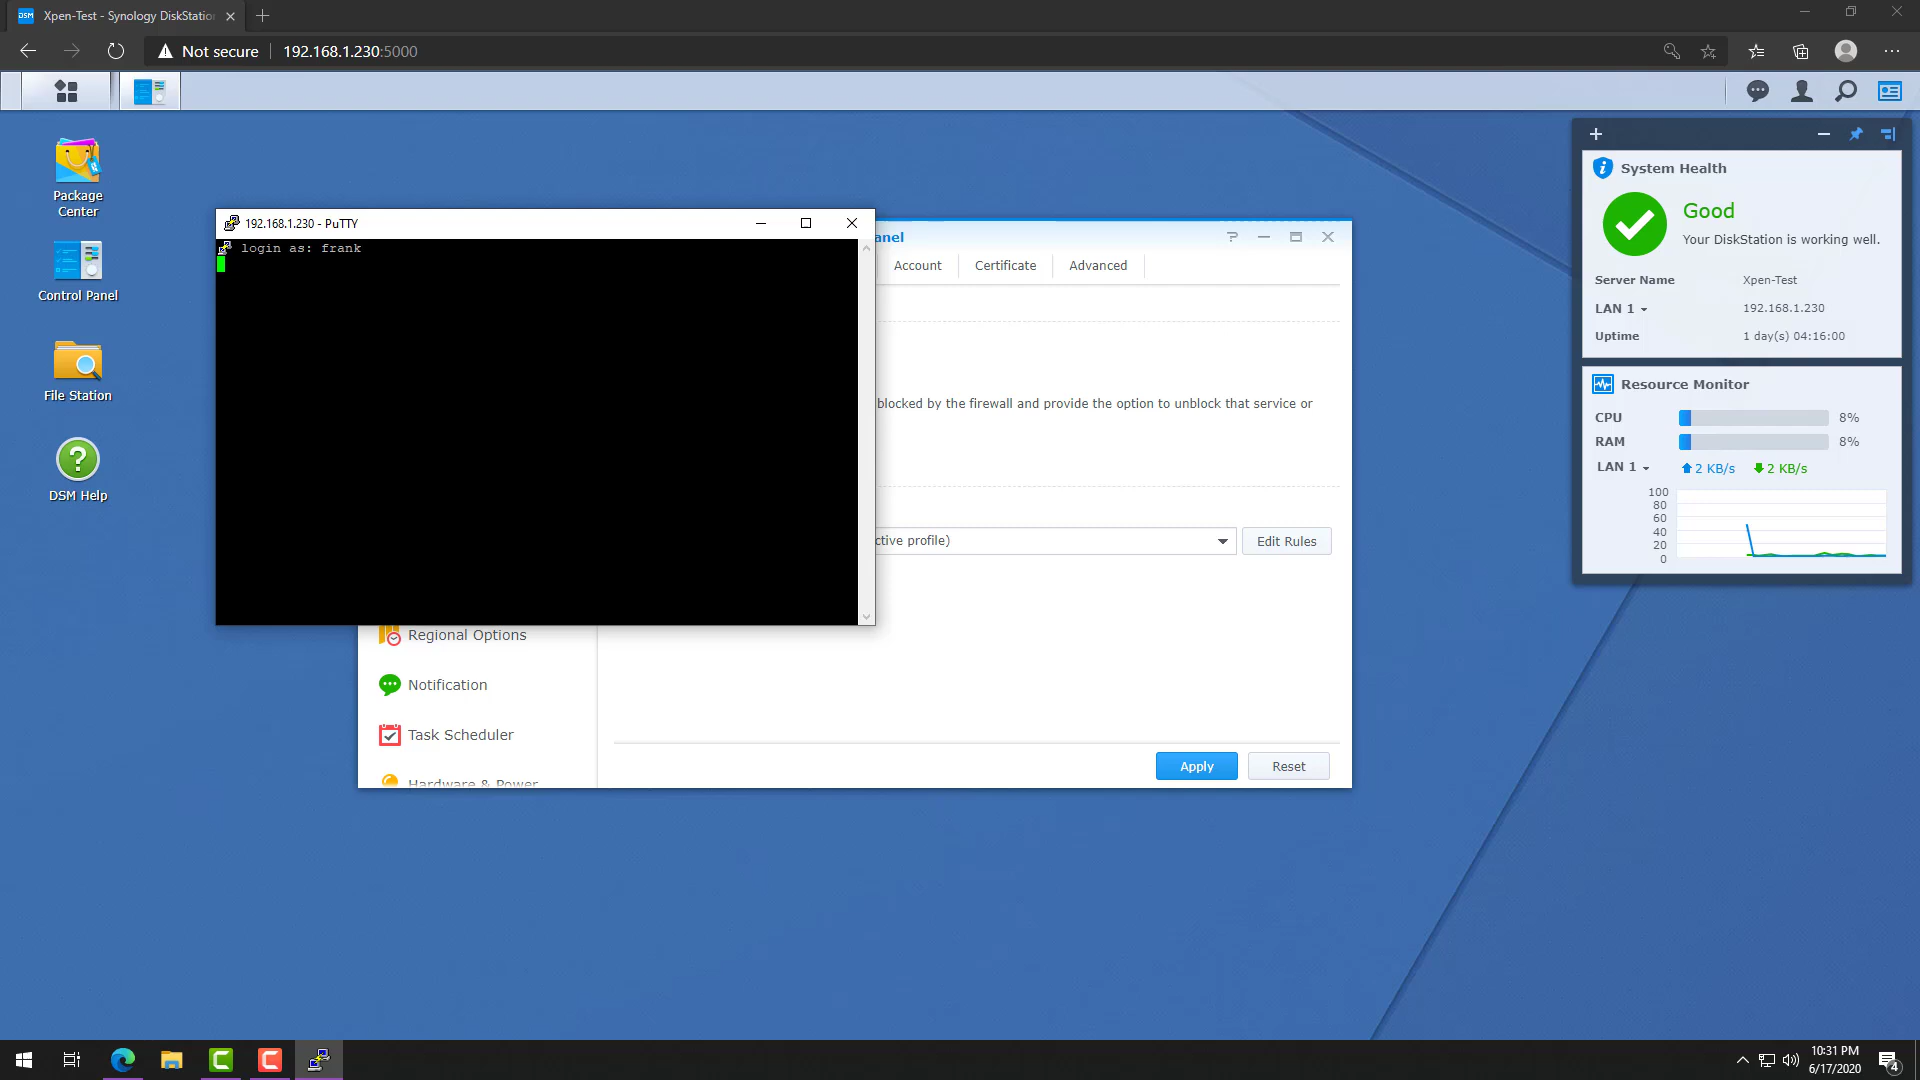 Xpen-Test - Synology DiskStatio
Not secure
192.168.1.230:5000
Package
Center
Control Panel
File Station
DSM Help
192.168.1.230 - PuTTY
login as: frank
anel
Account
Certificate
Advanced
blocked by the firewall and provide the option to unblock that service or
ctive profile)
Edit Rules
Regional Options
Notification
Task Scheduler
Hardware & Power
Apply
Reset
System Health
Good
Your DiskStation is working well.
Server Name Xpen-Test
LAN 1 192.168.1.230
Uptime 1 day(s) 04:16:00
Resource Monitor
CPU 8%
RAM 8%
LAN 1 2 KB/s 2 KB/s
100
80
60
40
20
0
10:31 PM
6/17/2020
4